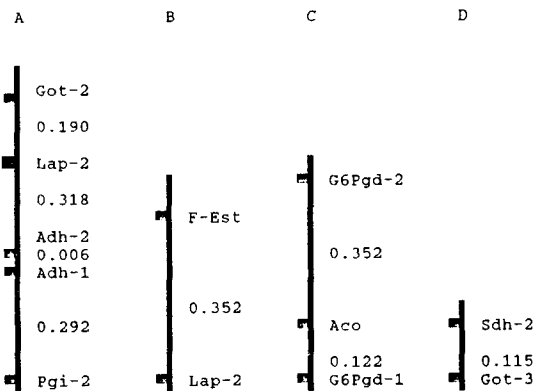 A B C D
Got-2
0.190
Lap-2
0.318
Adh-2
0.006
Adh-1
0.292
Pgi-2
F-Est
0.352
Lap-2
G6Pgd-2
0.352
Aco
0.122
G6Pgd-1
Sdh-2
0.115
Got-3